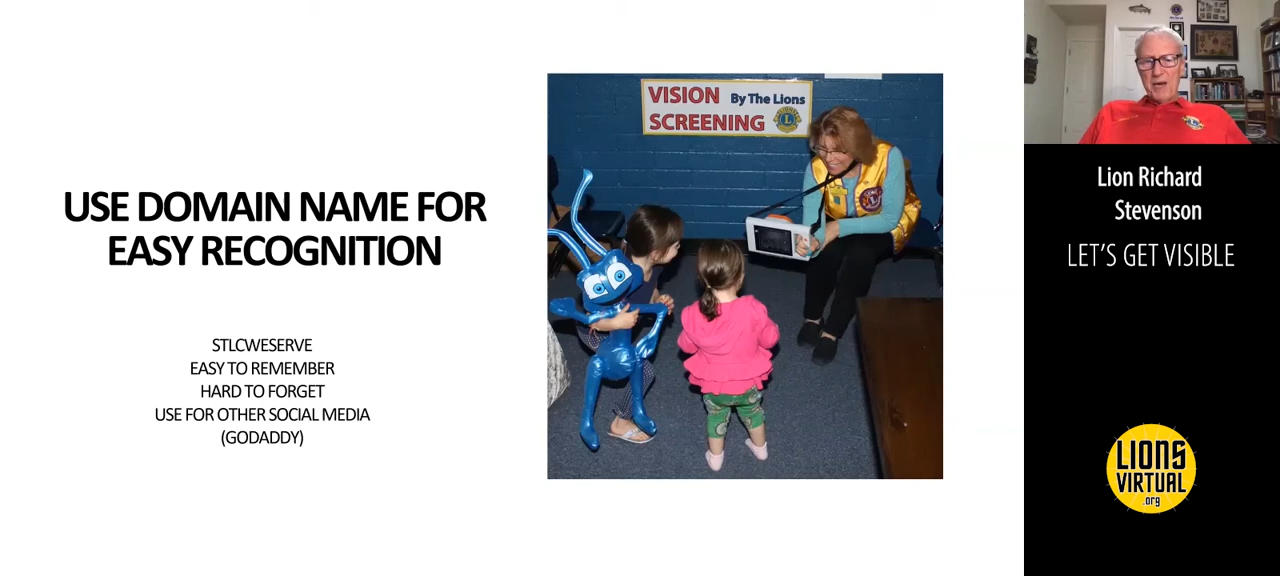 USE DOMAIN NAME FOR
EASY RECOGNITION
STLCWESERVE
EASY TO REMEMBER
HARD TO FORGET
USE FOR OTHER SOCIAL MEDIA
(GODADDY)
VISION By The Lions
SCREENING
L
Lion Richard
Stevenson
LET'S GET VISIBLE
LIONS
VIRTUAL
.org